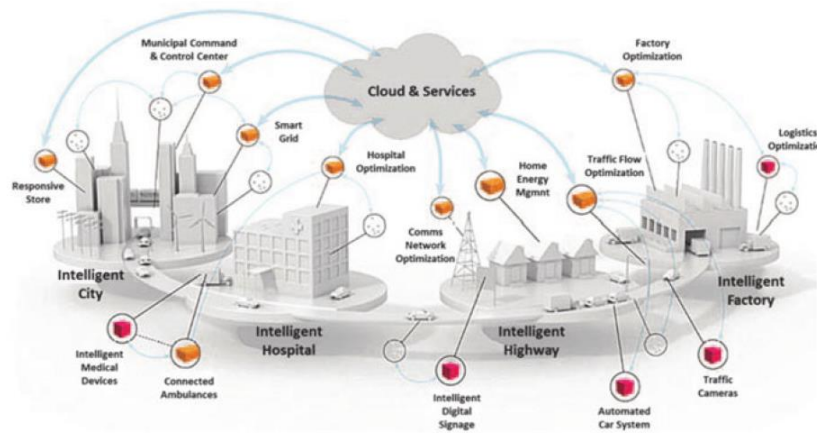 Municipal Command
& Control Center
Cloud & Services
Factory
Optimization
Smart
Grid
Logistics
Optimization
Hospital
Optimization
Home
Energy
Mgmnt
Traffic Flow
Optimization
Responsive
Store
Comms
Network
Optimization
Intelligent
City
Intelligent
Factory
Intelligent
Hospital
Intelligent
Highway
Intelligent
Medical
Devices
Connected
Ambulances
Intelligent
Digital
Signage
Automated
Car System
Traffic
Cameras